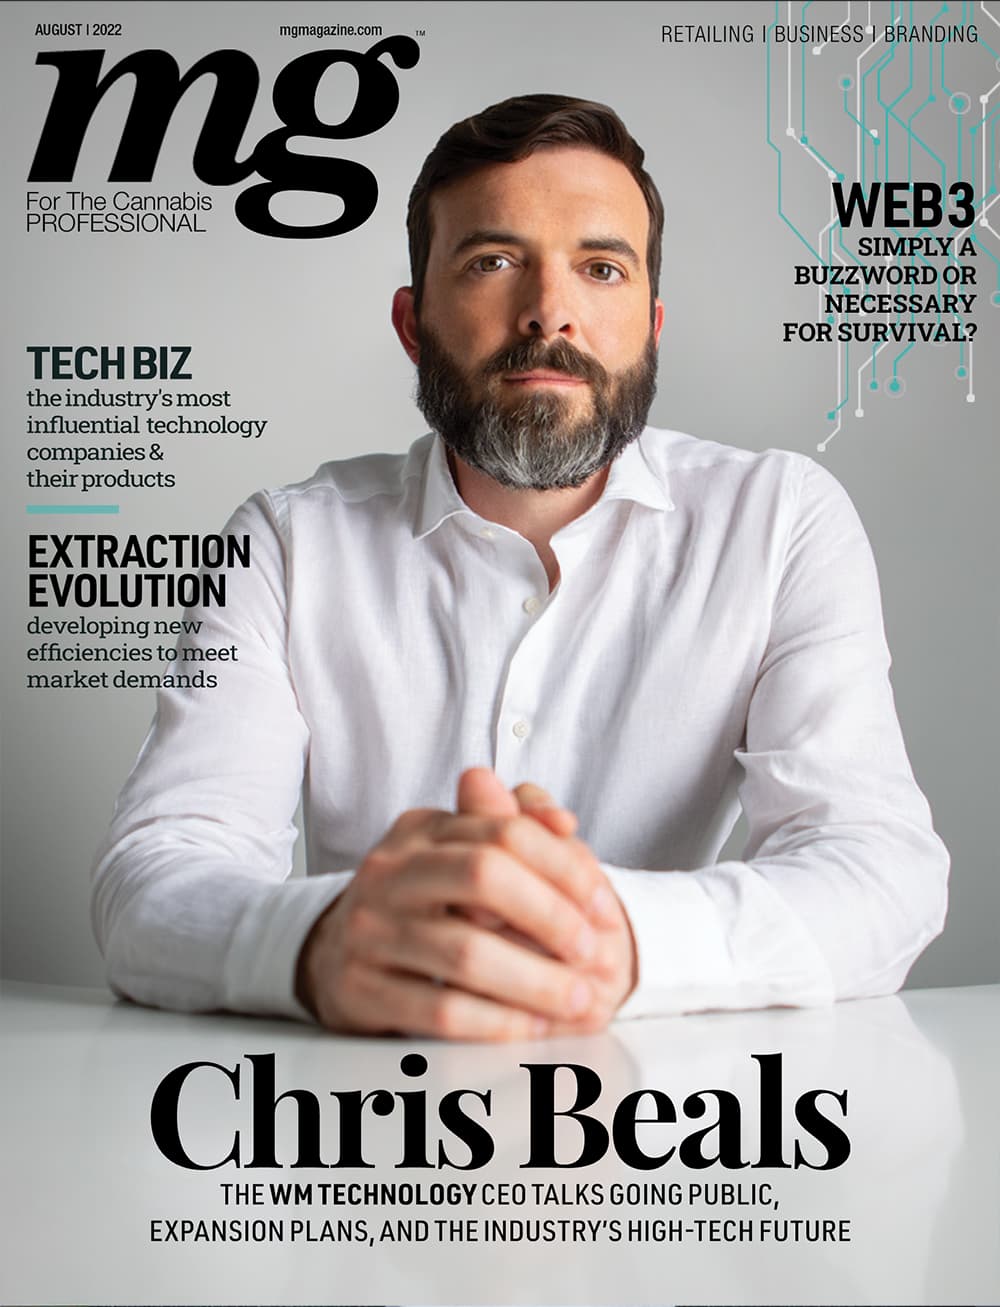 AUGUST | 2022
mgmagazine.com
RETAILING | BUSINESS | BRANDING
mg™
For The Cannabis
PROFESSIONAL
WEB3
SIMPLY A
BUZZWORD OR
NECESSARY
FOR SURVIVAL?
TECH BIZ
the industry's most
influential technology
companies &
their products
EXTRACTION
EVOLUTION
developing new
efficiencies to meet
market demands
Chris Beals
THE WM TECHNOLOGY CEO TALKS GOING PUBLIC,
EXPANSION PLANS, AND THE INDUSTRY'S HIGH-TECH FUTURE